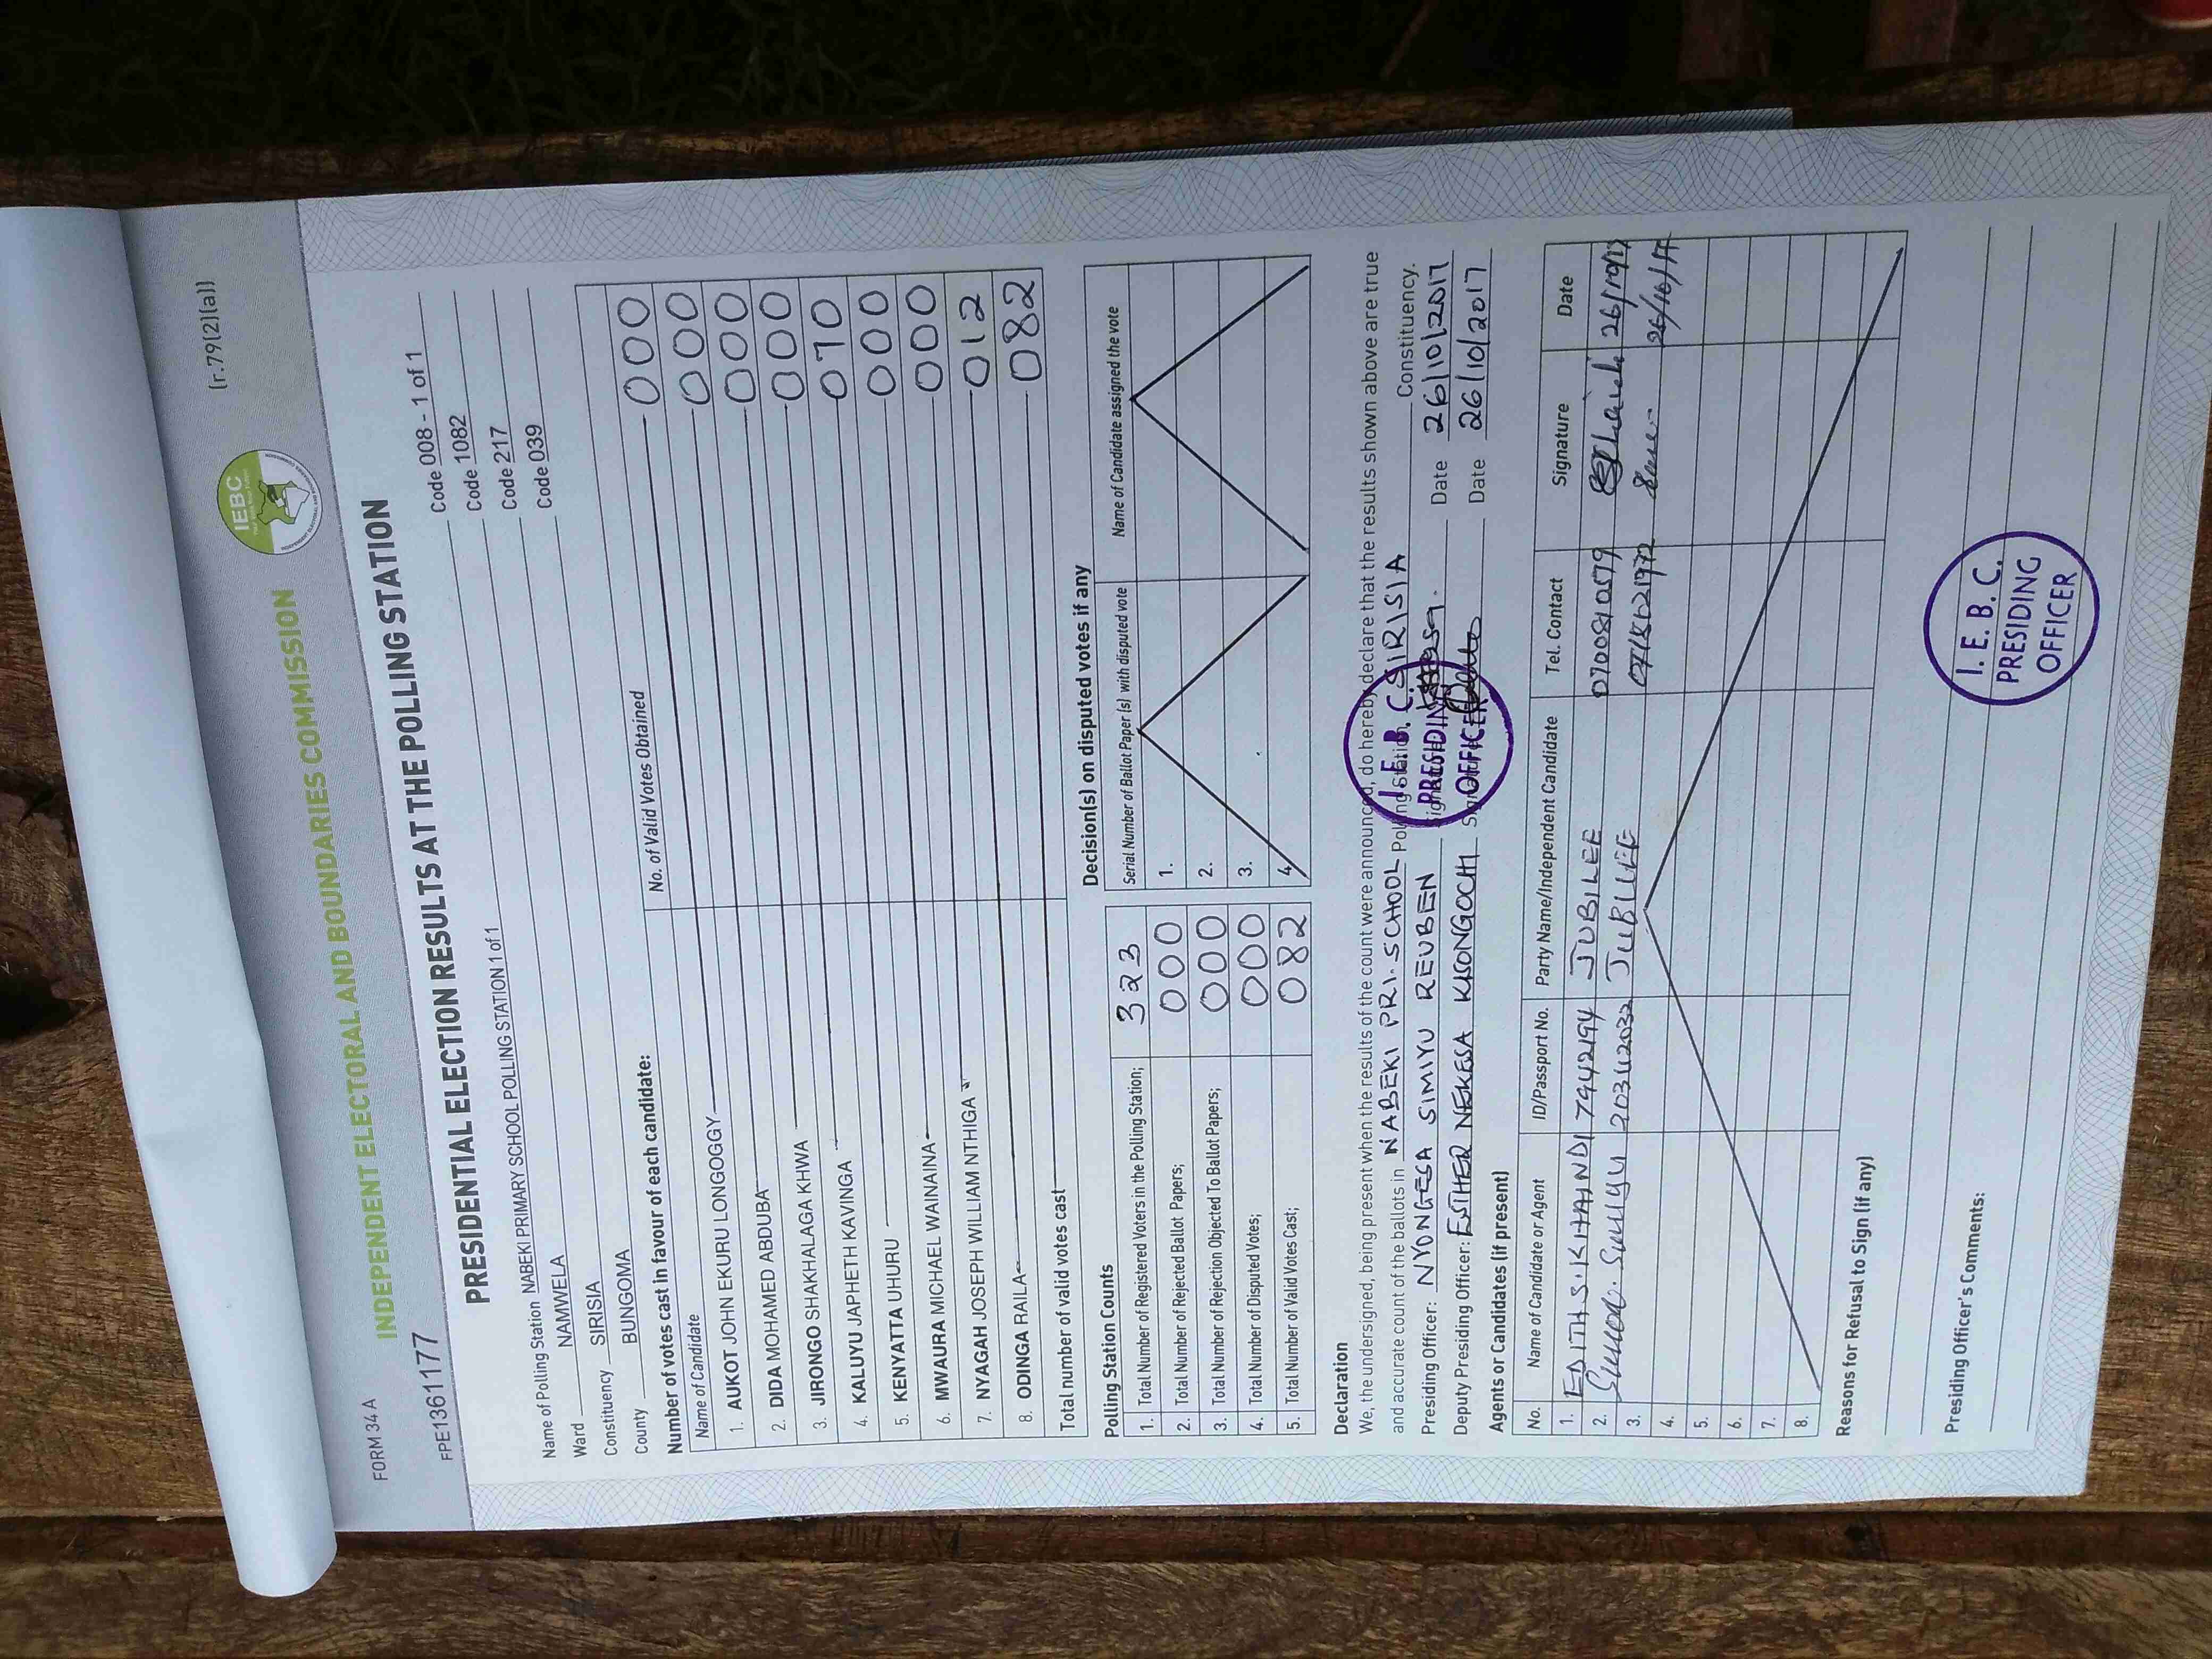 FORM 34 A
(r.79(2)(a))
IEBC
INDEPENDENT ELECTORAL AND BOUNDARIES COMMISSION
FPE1361177
PRESIDENTIAL ELECTION RESULTS AT THE POLLING STATION
Name of Polling Station NABEKI PRIMARY SCHOOL POLLING STATION 1 of 1 Code 008 - 1 of 1
Ward NAMWELA Code 1082
Constituency SIRISIA Code 217
County BUNGOMA Code 039
Number of votes cast in favour of each candidate:
Name of Candidate No. of Valid Votes Obtained
1. AUKOT JOHN EKURU LONGOGGY 000
2. DIDA MOHAMED ABDUBA 000
3. JIRONGO SHAKHALAGA KHWA 000
4. KALUYU JAPHETH KAVINGA 000
5. KENYATTA UHURU 070
6. MWAURA MICHAEL WAINAINA 000
7. NYAGAH JOSEPH WILLIAM NTHIGA 000
8. ODINGA RAILA 012
Total number of valid votes cast 082
Polling Station Counts
1. Total Number of Registered Voters in the Polling Station; 323
2. Total Number of Rejected Ballot Papers; 000
3. Total Number of Rejection Objected To Ballot Papers; 000
4. Total Number of Disputed Votes; 000
5. Total Number of Valid Votes Cast; 082
Decision(s) on disputed votes if any
Serial Number of Ballot Paper (s) with disputed vote Name of Candidate assigned the vote
1.
2.
3.
4.
Declaration
We, the undersigned, being present when the results of the count were announced, do hereby declare that the results shown above are true
and accurate count of the ballots in NABEKI PRI. SCHOOL Polling Station, SIRISIA Constituency.
Presiding Officer: NYONGESA SIMIYU REUBEN Signature Date 26/10/2017
Deputy Presiding Officer: ESTHER NEKESA KISONGOCHI Signature Date 26/10/2017
I. E. B. C.
PRESIDING
OFFICER
Agents or Candidates (if present)
No. Name of Candidate or Agent ID/Passport No. Party Name/Independent Candidate Tel. Contact Signature Date
1. EDITH S. KHAINDI 7942194 JUBILEE 0700810579 26/10/17
2. Simiyu JUBILEE 26/10/17
3.
4.
5.
6.
7.
8.
Reasons for Refusal to Sign (if any)
Presiding Officer's Comments:
I. E. B. C.
PRESIDING
OFFICER